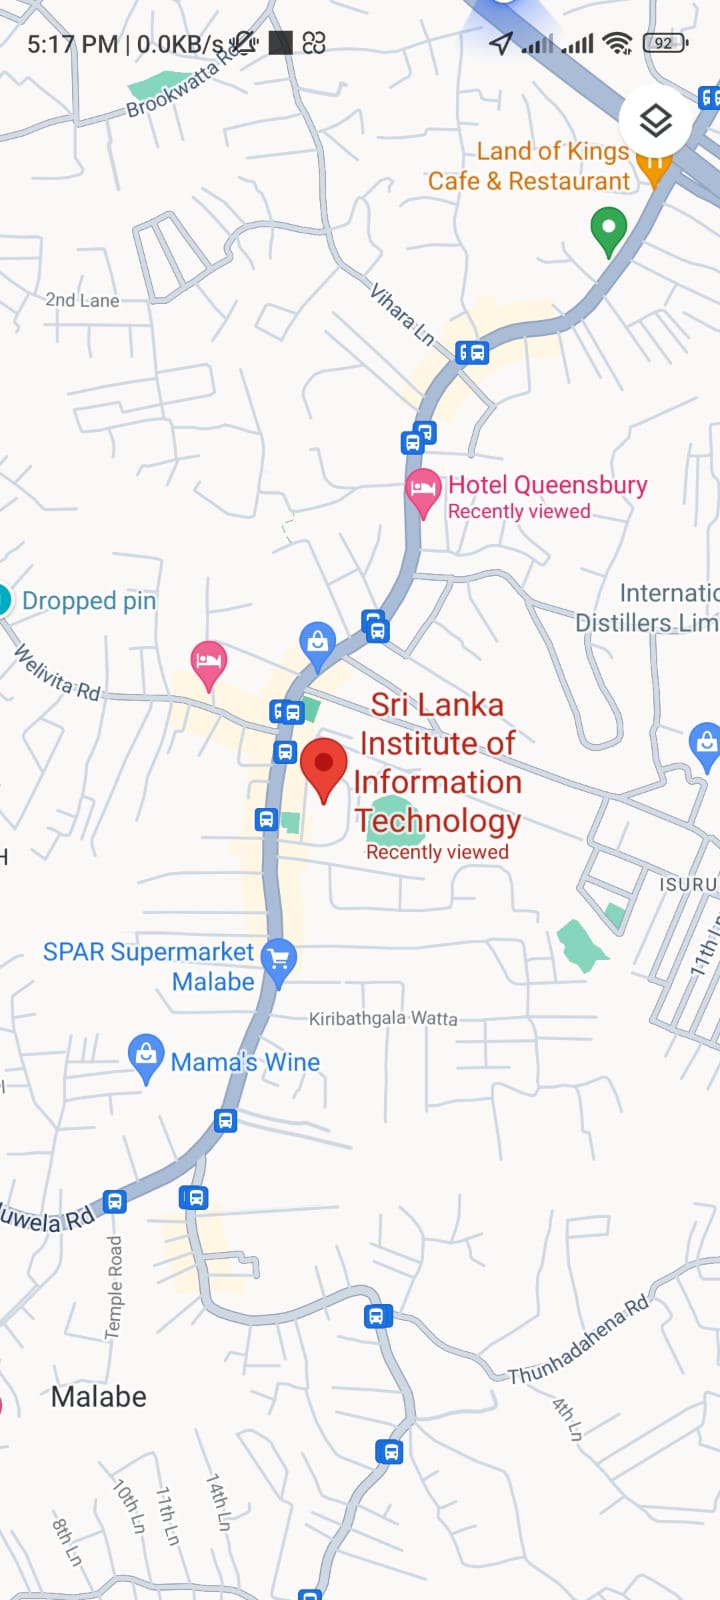 5:17 PM | 0.0KB/s
92
Brookwatta
Land of Kings
Cafe & Restaurant
2nd Lane
Vihara Ln
Hotel Queensbury
Recently viewed
Dropped pin
Internatic
Distillers Lim
Welivita Rd
Sri Lanka
Institute of
Information
Technology
Recently viewed
H
ISURU
11th Ln
SPAR Supermarket
Malabe
Kiribathgala Watta
Mama's Wine
uwela Rd
Temple Road
Thunhadahena Rd
Malabe
4th Ln
14th Ln
10th Ln
11th Ln
8th Ln